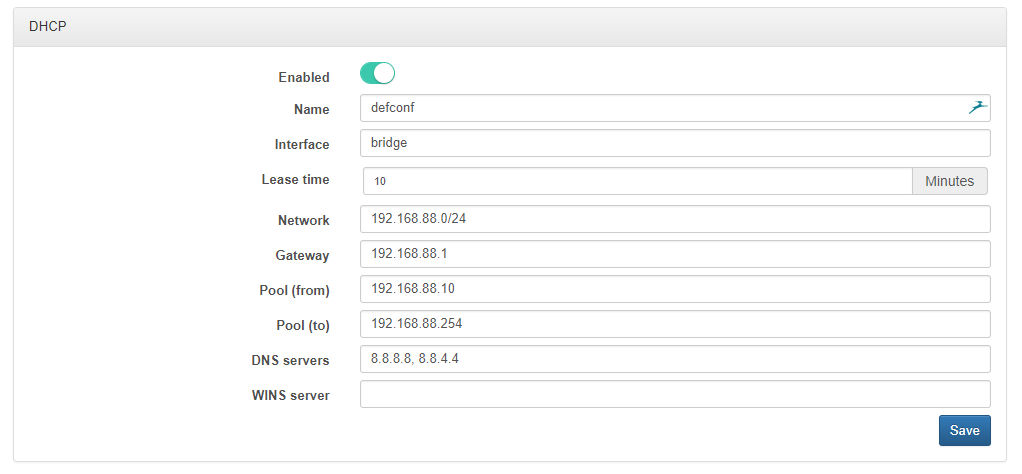 DHCP
Enabled
Name defconf
Interface bridge
Lease time 10 Minutes
Network 192.168.88.0/24
Gateway 192.168.88.1
Pool (from) 192.168.88.10
Pool (to) 192.168.88.254
DNS servers 8.8.8.8, 8.8.4.4
WINS server
Save